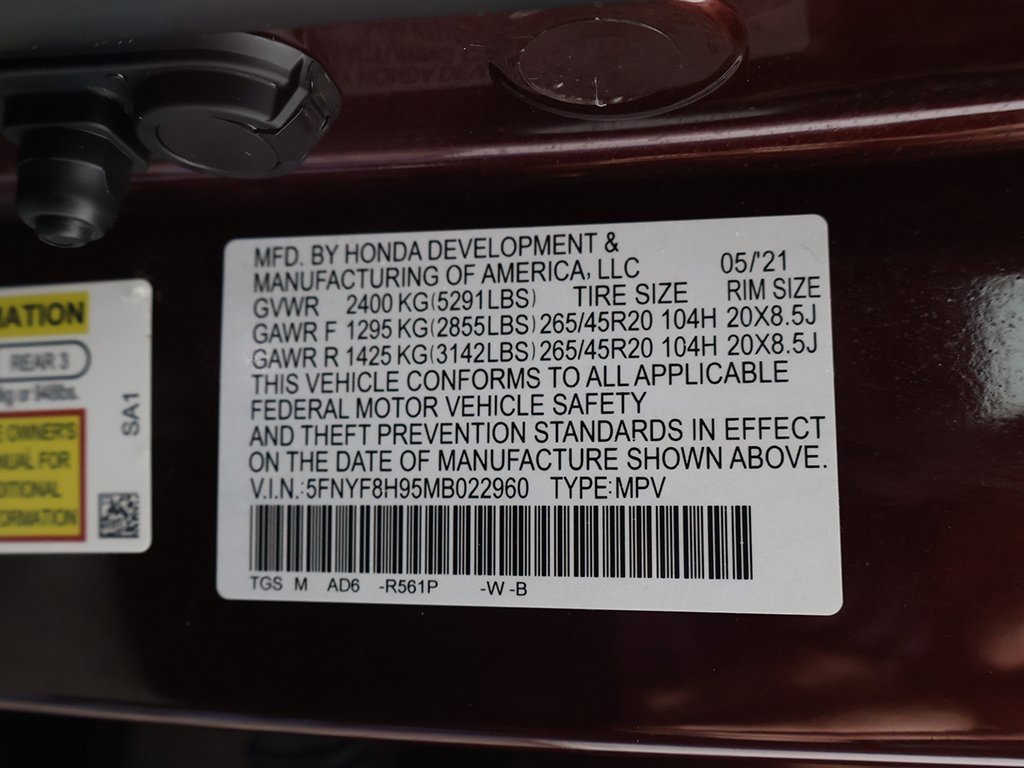 MFD. BY HONDA DEVELOPMENT &
MANUFACTURING OF AMERICA, LLC 05/'21
GVWR 2400 KG(5291LBS) TIRE SIZE RIM SIZE
GAWR F 1295 KG(2855LBS) 265/45R20 104H 20X8.5J
GAWR R 1425 KG(3142LBS) 265/45R20 104H 20X8.5J
THIS VEHICLE CONFORMS TO ALL APPLICABLE
FEDERAL MOTOR VEHICLE SAFETY
AND THEFT PREVENTION STANDARDS IN EFFECT
ON THE DATE OF MANUFACTURE SHOWN ABOVE.
V.I.N.:5FNYF8H95MB022960 TYPE:MPV
TGS M AD6 -R561P -W -B
REAR 3
SA1
OWNER'S
FOR